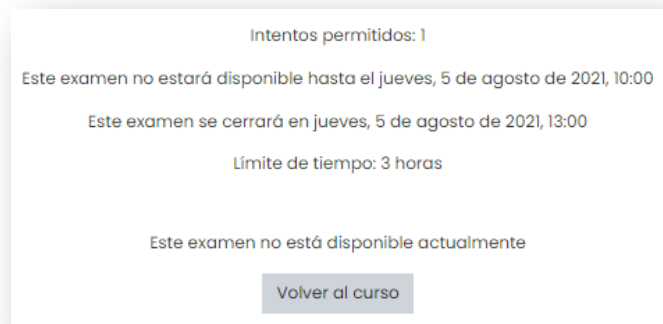 Intentos permitidos: 1
Este examen no estará disponible hasta el jueves, 5 de agosto de 2021, 10:00
Este examen se cerrará en jueves, 5 de agosto de 2021, 13:00
Límite de tiempo: 3 horas
Este examen no está disponible actualmente
Volver al curso